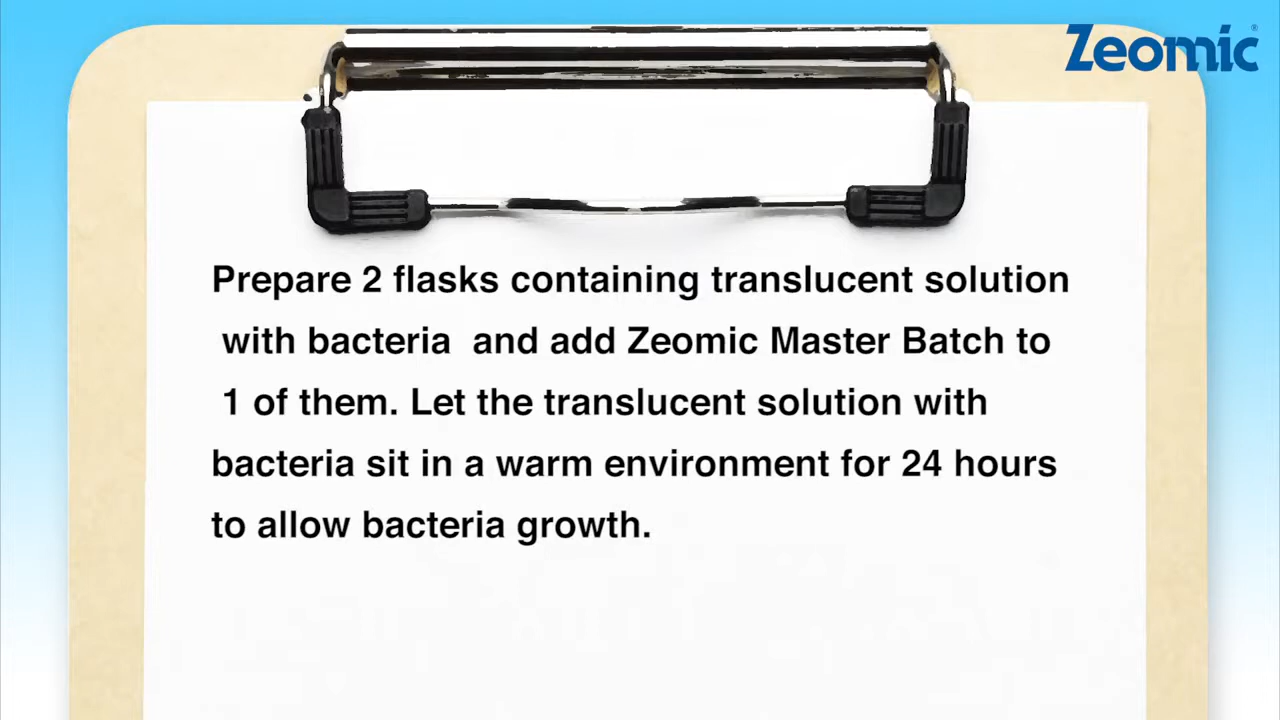 Zeomic®
Prepare 2 flasks containing translucent solution
with bacteria and add Zeomic Master Batch to
1 of them. Let the translucent solution with
bacteria sit in a warm environment for 24 hours
to allow bacteria growth.